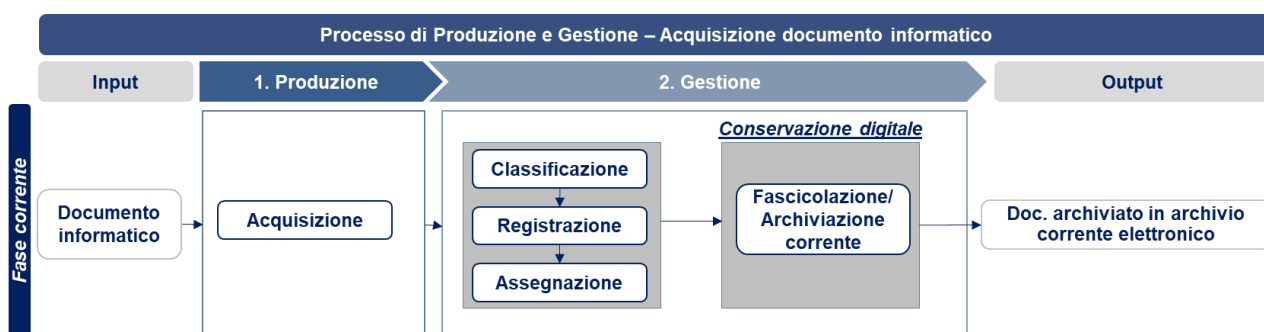 Processo di Produzione e Gestione – Acquisizione documento informatico
Input
1. Produzione
2. Gestione
Output
Fase corrente
Documento
informatico
Acquisizione
Classificazione
Registrazione
Assegnazione
Conservazione digitale
Fascicolazione/
Archiviazione
corrente
Doc. archiviato in archivio
corrente elettronico